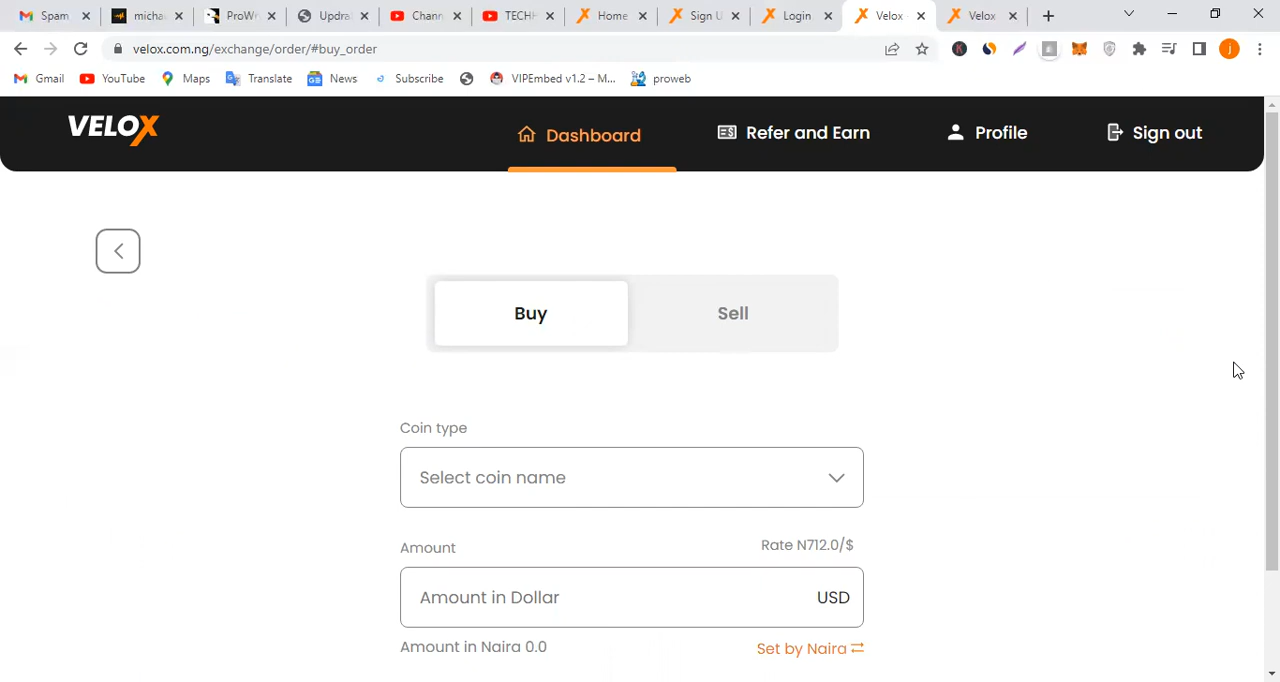 Spam
micha
ProW
Updra
Chann
TECHH
Home
Sign U
Login
Velox
Velox
velox.com.ng/exchange/order/#buy_order
j
Gmail YouTube Maps Translate News Subscribe VIPEmbed v1.2 – M... proweb
VELOX Dashboard Refer and Earn Profile Sign out
Buy Sell
Coin type
Select coin name
Amount Rate N712.0/$
Amount in Dollar USD
Amount in Naira 0.0 Set by Naira